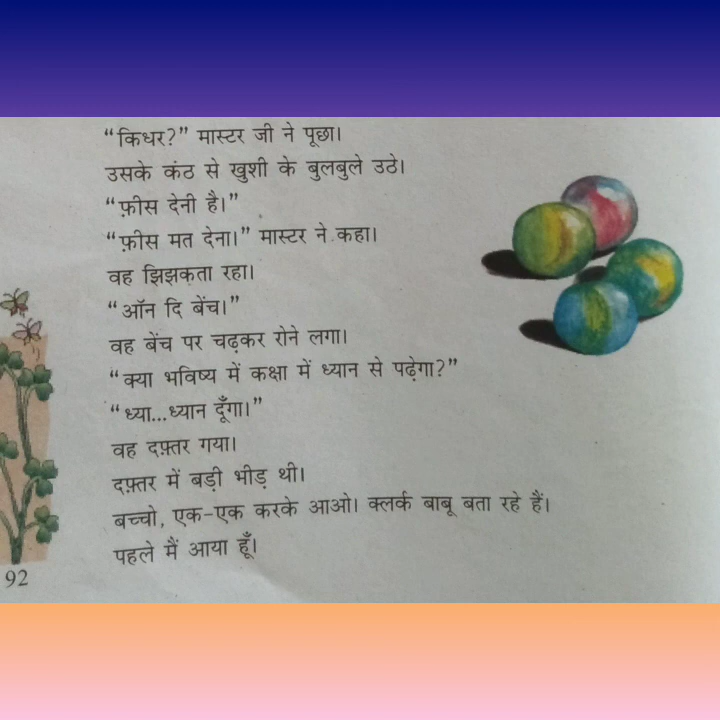 “किधर?” मास्टर जी ने पूछा।
उसके कंठ से खुशी के बुलबुले उठे।
“फ़ीस देनी है।”
“फ़ीस मत देना।” मास्टर ने कहा।
वह झिझकता रहा।
“ऑन दि बेंच।”
वह बेंच पर चढ़कर रोने लगा।
“क्या भविष्य में कक्षा में ध्यान से पढ़ेगा?”
“ध्या...ध्यान दूँगा।”
वह दफ़्तर गया।
दफ़्तर में बड़ी भीड़ थी।
बच्चो, एक-एक करके आओ। क्लर्क बाबू बता रहे हैं।
पहले मैं आया हूँ।
92